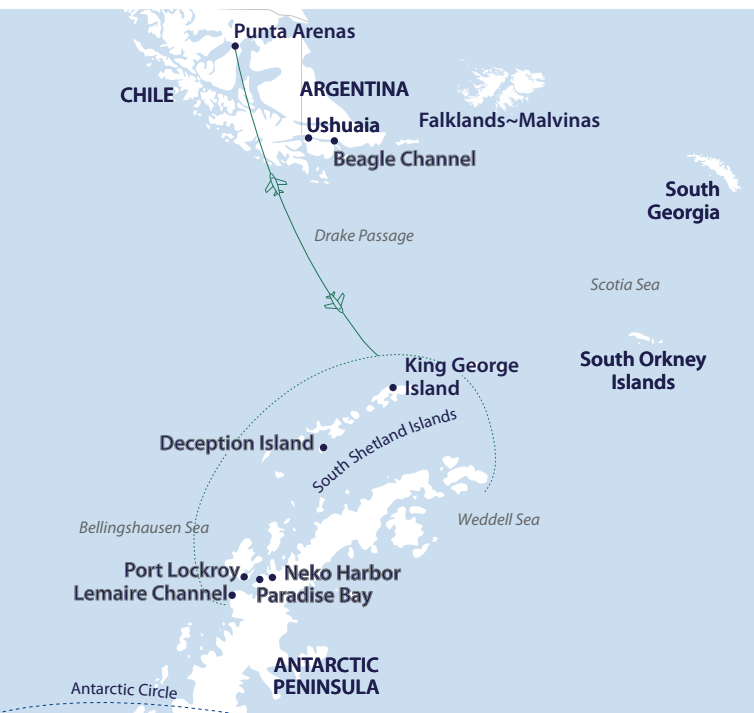 Punta Arenas
CHILE
ARGENTINA
Ushuaia
Falklands~Malvinas
Beagle Channel
South
Georgia
Drake Passage
Scotia Sea
King George
Island
South Orkney
Islands
Deception Island
South Shetland Islands
Bellingshausen Sea
Weddell Sea
Port Lockroy
Neko Harbor
Lemaire Channel
Paradise Bay
ANTARCTIC
PENINSULA
Antarctic Circle